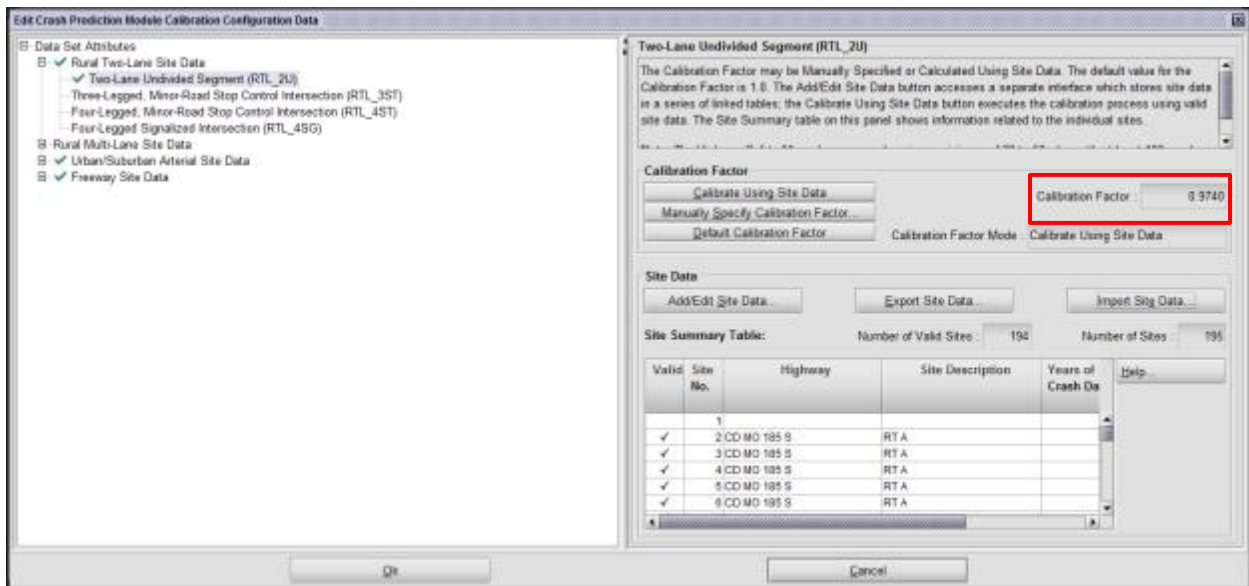 Edit Crash Prediction Module Calibration Configuration Data
Data Set Attributes
Rural Two-Lane Site Data
Two-Lane Undivided Segment (RTL_2U)
Three-Legged, Minor-Road Stop Control Intersection (RTL_3ST)
Four-Legged, Minor-Road Stop Control Intersection (RTL_4ST)
Four-Legged Signalized Intersection (RTL_4SG)
Rural Multi-Lane Site Data
Urban/Suburban Arterial Site Data
Freeway Site Data
Two-Lane Undivided Segment (RTL_2U)
The Calibration Factor may be Manually Specified or Calculated Using Site Data. The default value for the
Calibration Factor is 1.0. The Add/Edit Site Data button accesses a separate interface which stores site data
in a series of linked tables; the Calibrate Using Site Data button executes the calibration process using valid
site data. The Site Summary table on this panel shows information related to the individual sites.
Calibration Factor
Calibrate Using Site Data
Calibration Factor : 0.9740
Manually Specify Calibration Factor...
Default Calibration Factor
Calibration Factor Mode : Calibrate Using Site Data
Site Data
Add/Edit Site Data...
Export Site Data...
Import Site Data...
Site Summary Table:
Number of Valid Sites : 194
Number of Sites : 195
Valid Site No. Highway Site Description Years of Crash Da
Help...
1
✓ 2 CD MO 185 S RT A
✓ 3 CD MO 185 S RT A
✓ 4 CD MO 185 S RT A
✓ 5 CD MO 185 S RT A
✓ 6 CD MO 185 S RT A
Ok
Cancel